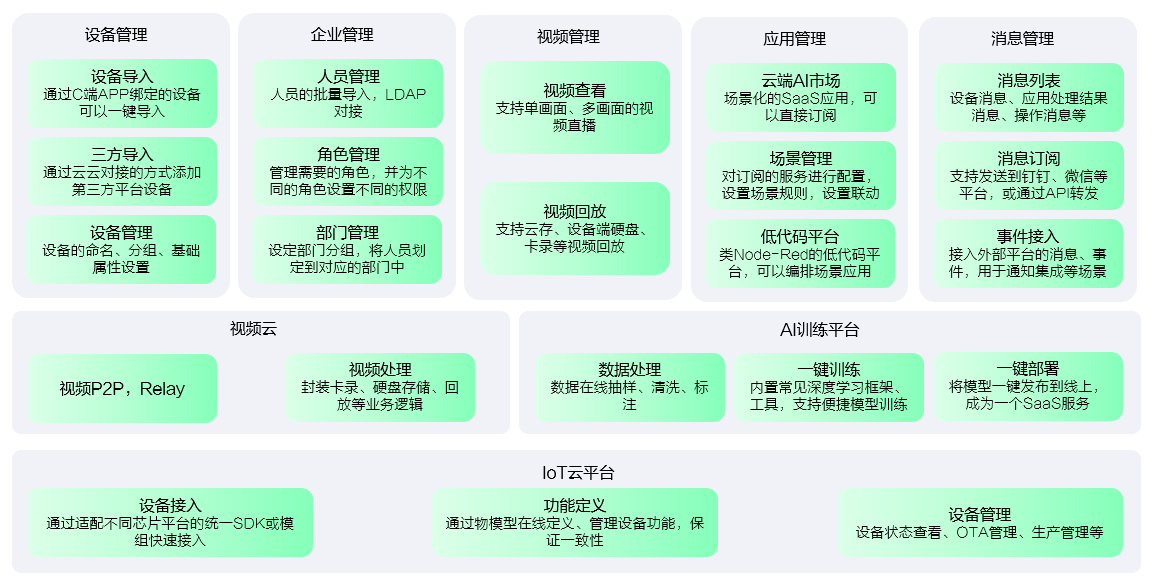 设备管理
设备导入
通过C端APP绑定的设备
可以一键导入
三方导入
通过云云对接的方式添加
第三方平台设备
设备管理
设备的命名、分组、基础
属性设置
企业管理
人员管理
人员的批量导入，LDAP
对接
角色管理
管理需要的角色，并为不
同的角色设置不同的权限
部门管理
设定部门分组，将人员划
定到对应的部门中
视频管理
视频查看
支持单画面、多画面的视
频直播
视频回放
支持云存、设备端硬盘、
卡录等视频回放
应用管理
云端AI市场
场景化的SaaS应用，可
以直接订阅
场景管理
对订阅的服务进行配置，
设置场景规则，设置联动
低代码平台
类Node-Red的低代码平
台，可以编排场景应用
消息管理
消息列表
设备消息、应用处理结果
消息、操作消息等
消息订阅
支持发送到钉钉、微信等
平台，或通过API转发
事件接入
接入外部平台的消息、事
件，用于通知集成等场景
视频云
视频P2P，Relay
视频处理
封装卡录、硬盘存储、回
放等业务逻辑
AI训练平台
数据处理
数据在线抽样、清洗、标
注
一键训练
内置常见深度学习框架、
工具，支持便捷模型训练
一键部署
将模型一键发布到线上，
成为一个SaaS服务
IoT云平台
设备接入
通过适配不同芯片平台的统一SDK或模
组快速接入
功能定义
通过物模型在线定义、管理设备功能，保
证一致性
设备管理
设备状态查看、OTA管理、生产管理等